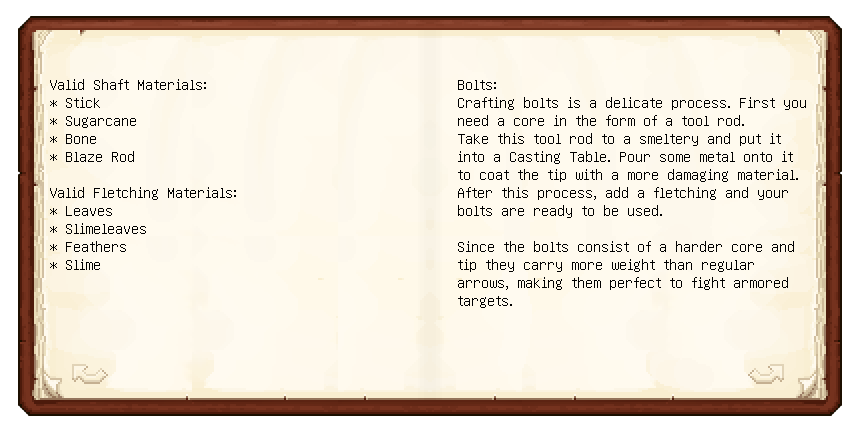 Valid Shaft Materials:
* Stick
* Sugarcane
* Bone
* Blaze Rod
Valid Fletching Materials:
* Leaves
* Slimeleaves
* Feathers
* Slime
Bolts:
Crafting bolts is a delicate process. First you
need a core in the form of a tool rod.
Take this tool rod to a smeltery and put it
into a Casting Table. Pour some metal onto it
to coat the tip with a more damaging material.
After this process, add a fletching and your
bolts are ready to be used.
Since the bolts consist of a harder core and
tip they carry more weight than regular
arrows, making them perfect to fight armored
targets.